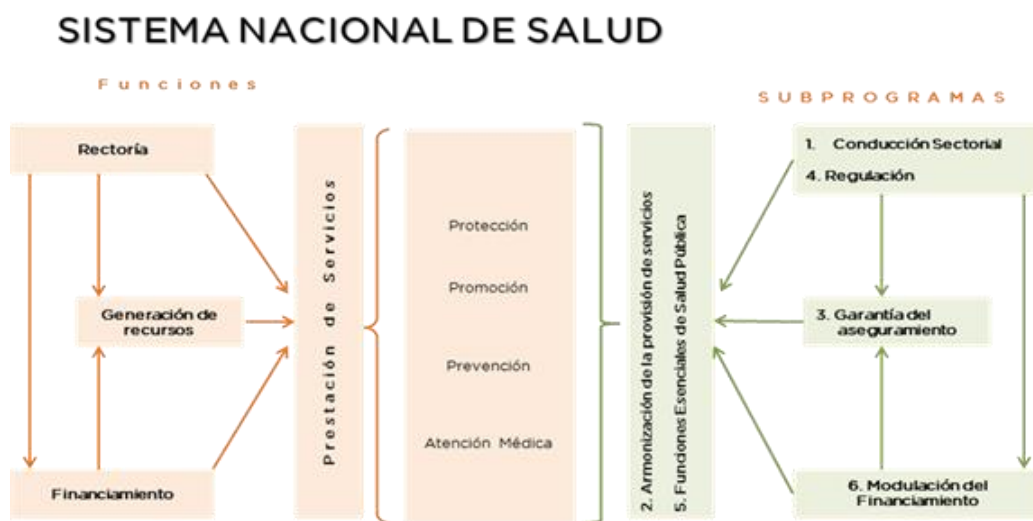 SISTEMA NACIONAL DE SALUD
Funciones
SUBPROGRAMAS
Rectoría
Generación de
recursos
Financiamiento
Prestación de Servicios
Protección
Promoción
Prevención
Atención Médica
2. Armonización de la provisión de servicios
5. Funciones Esenciales de Salud Pública
1. Conducción Sectorial
4. Regulación
3. Garantía del
aseguramiento
6. Modulación del
Financiamiento